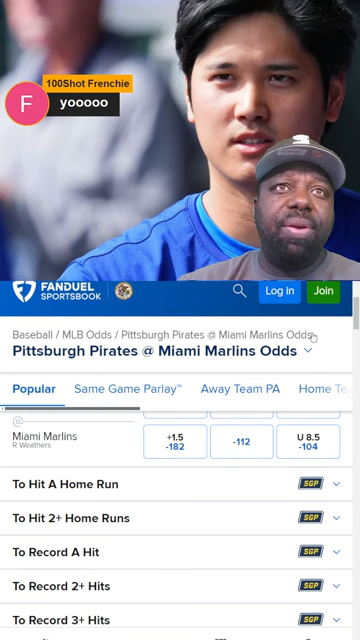 100Shot Frenchie
F
yooooo
FANDUEL
SPORTSBOOK
Log in
Join
Baseball / MLB Odds / Pittsburgh Pirates @ Miami Marlins Odds
Pittsburgh Pirates @ Miami Marlins Odds
Popular
Same Game Parlay™
Away Team PA
Home Te
@
Miami Marlins
R Weathers
+1.5
-182
-112
U 8.5
-104
To Hit A Home Run
SGP
To Hit 2+ Home Runs
SGP
To Record A Hit
SGP
To Record 2+ Hits
SGP
To Record 3+ Hits
SGP